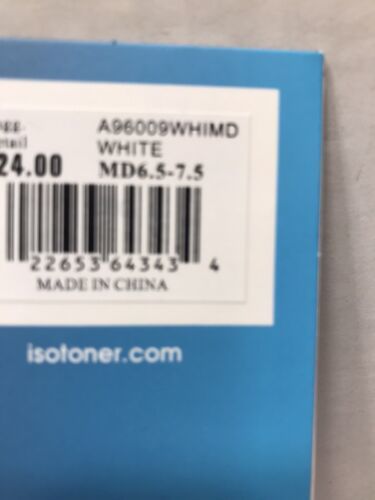 A96009WHIMD
WHITE
24.00 MD6.5-7.5
22653 64343 4
MADE IN CHINA
isotoner.com